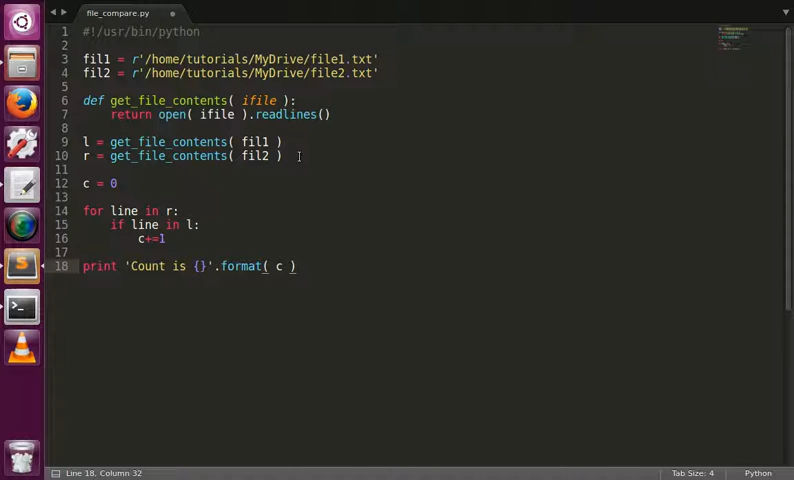 file_compare.py
1 #!/usr/bin/python
2
3 fil1 = r'/home/tutorials/MyDrive/file1.txt'
4 fil2 = r'/home/tutorials/MyDrive/file2.txt'
5
6 def get_file_contents( ifile ):
7     return open( ifile ).readlines()
8
9 l = get_file_contents( fil1 )
10 r = get_file_contents( fil2 )
11
12 c = 0
13
14 for line in r:
15     if line in l:
16         c+=1
17
18 print 'Count is {}'.format( c )
Line 18, Column 32 Tab Size: 4 Python